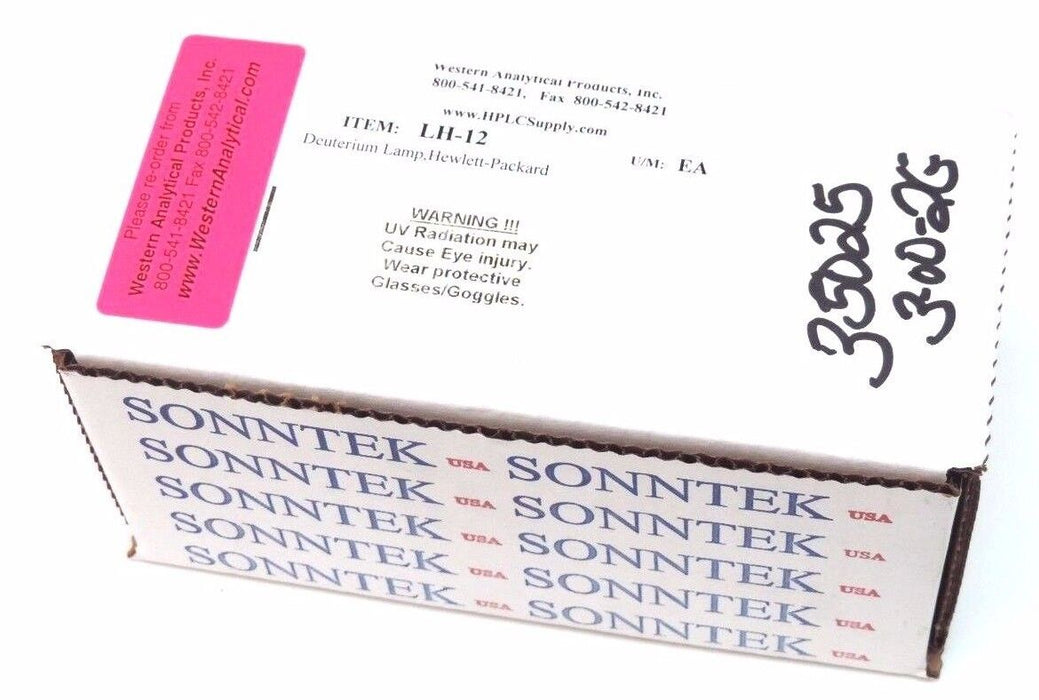 Please re-order from
Western Analytical Products, Inc.
800-541-8421 Fax 800-542-8421
www.WesternAnalytical.com
Western Analytical Products, Inc.
800-541-8421, Fax 800-542-8421
www.HPLCSupply.com
ITEM: LH-12 U/M: EA
Deuterium Lamp,Hewlett-Packard
WARNING !!!
UV Radiation may
Cause Eye injury.
Wear protective
Glasses/Goggles.
35025
3-00-2G
SONNTEK USA SONNTEK USA
SONNTEK USA SONNTEK USA
SONNTEK USA SONNTEK USA
SONNTEK USA SONNTEK USA
SONNTEK USA SONNTEK USA